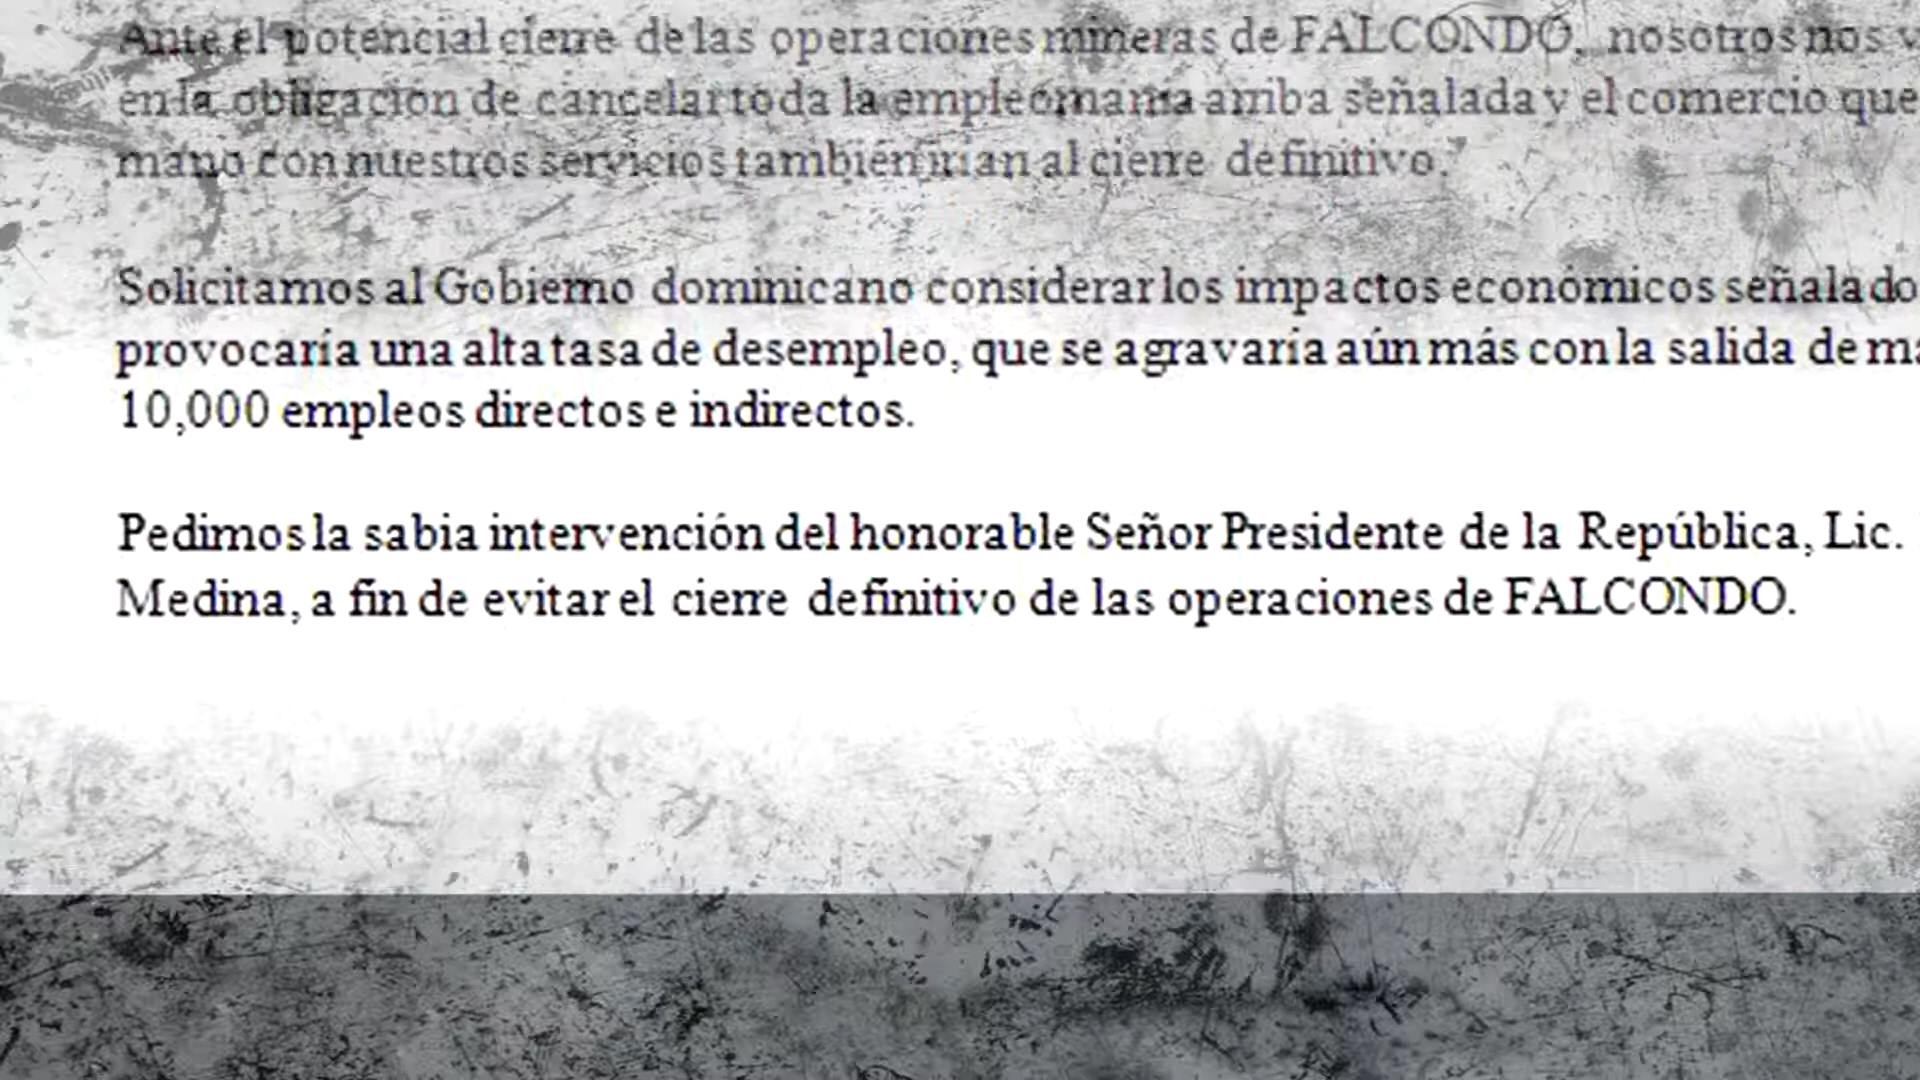 Ante el potencial cierre de las operaciones mineras de FALCONDO, nosotros nos v
en la obligación de cancelar toda la empleomanía arriba señalada y el comercio que
mano con nuestros servicios también irían al cierre definitivo."
Solicitamos al Gobierno dominicano considerar los impactos económicos señalado
provocaría una alta tasa de desempleo, que se agravaría aún más con la salida de má
10,000 empleos directos e indirectos.
Pedimos la sabia intervención del honorable Señor Presidente de la República, Lic.
Medina, a fin de evitar el cierre definitivo de las operaciones de FALCONDO.